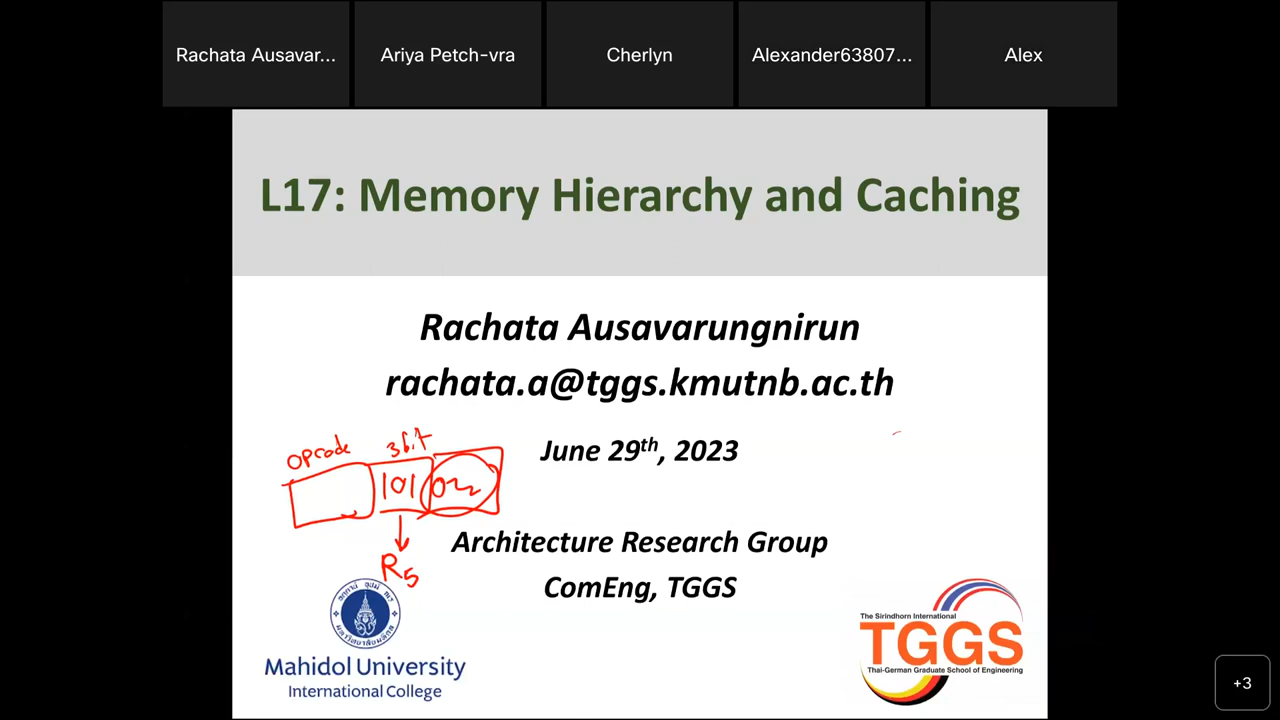 Rachata Ausavar...
Ariya Petch-vra
Cherlyn
Alexander63807...
Alex
L17: Memory Hierarchy and Caching
Rachata Ausavarungnirun
rachata.a@tggs.kmutnb.ac.th
June 29th, 2023
opcode
3bit
101
R5
Architecture Research Group
ComEng, TGGS
Mahidol University
International College
The Sirindhorn International
TGGS
Thai-German Graduate School of Engineering
+3